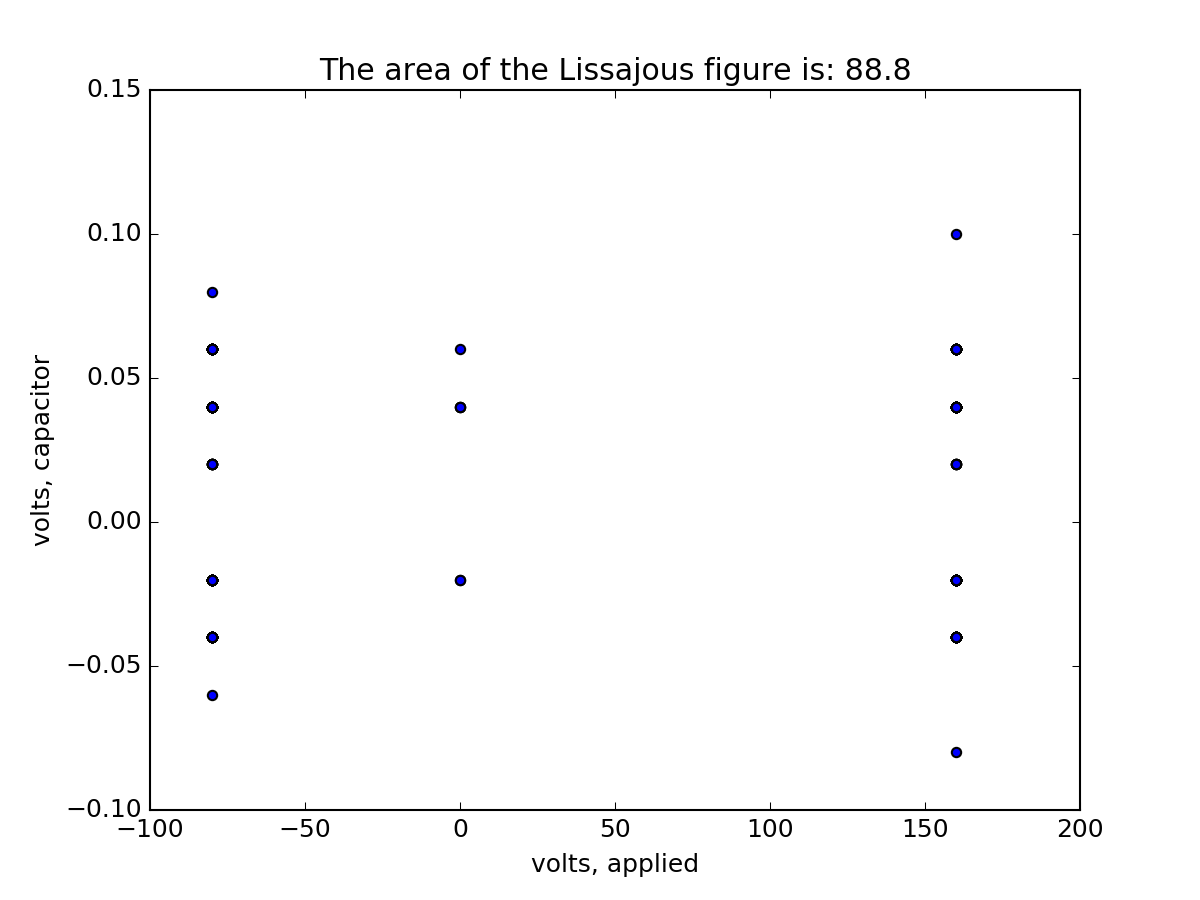 The area of the Lissajous figure is: 88.8
0.15
0.10
0.05
0.00
−0.05
−0.10
volts, capacitor
−100 −50 0 50 100 150 200
volts, applied